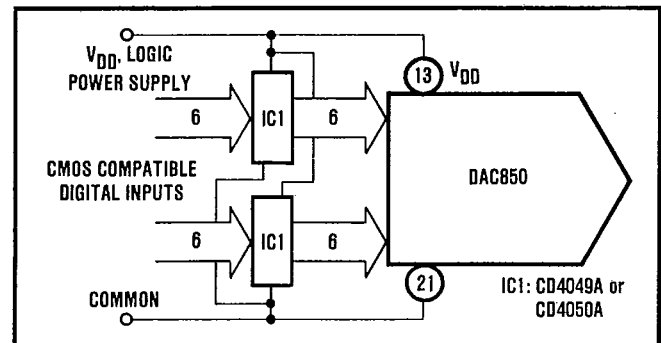 V_DD, LOGIC
POWER SUPPLY
13 V_DD
6 IC1 6
CMOS COMPATIBLE
DIGITAL INPUTS
DAC850
6 IC1 6
21
COMMON
IC1: CD4049A or
CD4050A